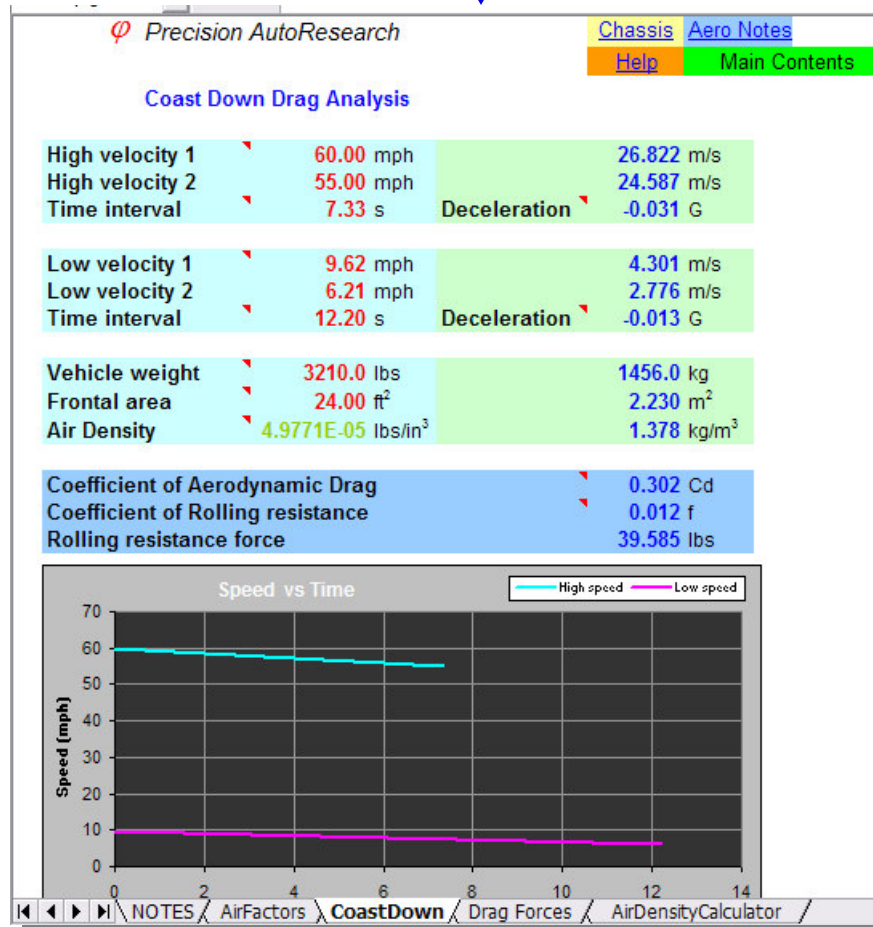 φ Precision AutoResearch
Chassis Aero Notes
Help Main Contents
Coast Down Drag Analysis
High velocity 1 60.00 mph 26.822 m/s
High velocity 2 55.00 mph 24.587 m/s
Time interval 7.33 s Deceleration -0.031 G
Low velocity 1 9.62 mph 4.301 m/s
Low velocity 2 6.21 mph 2.776 m/s
Time interval 12.20 s Deceleration -0.013 G
Vehicle weight 3210.0 lbs 1456.0 kg
Frontal area 24.00 ft² 2.230 m²
Air Density 4.9771E-05 lbs/in³ 1.378 kg/m³
Coefficient of Aerodynamic Drag 0.302 Cd
Coefficient of Rolling resistance 0.012 f
Rolling resistance force 39.585 lbs
Speed vs Time
High speed Low speed
70
60
50
40
30
20
10
0
Speed (mph)
0 2 4 6 8 10 12 14
NOTES AirFactors CoastDown Drag Forces AirDensityCalculator